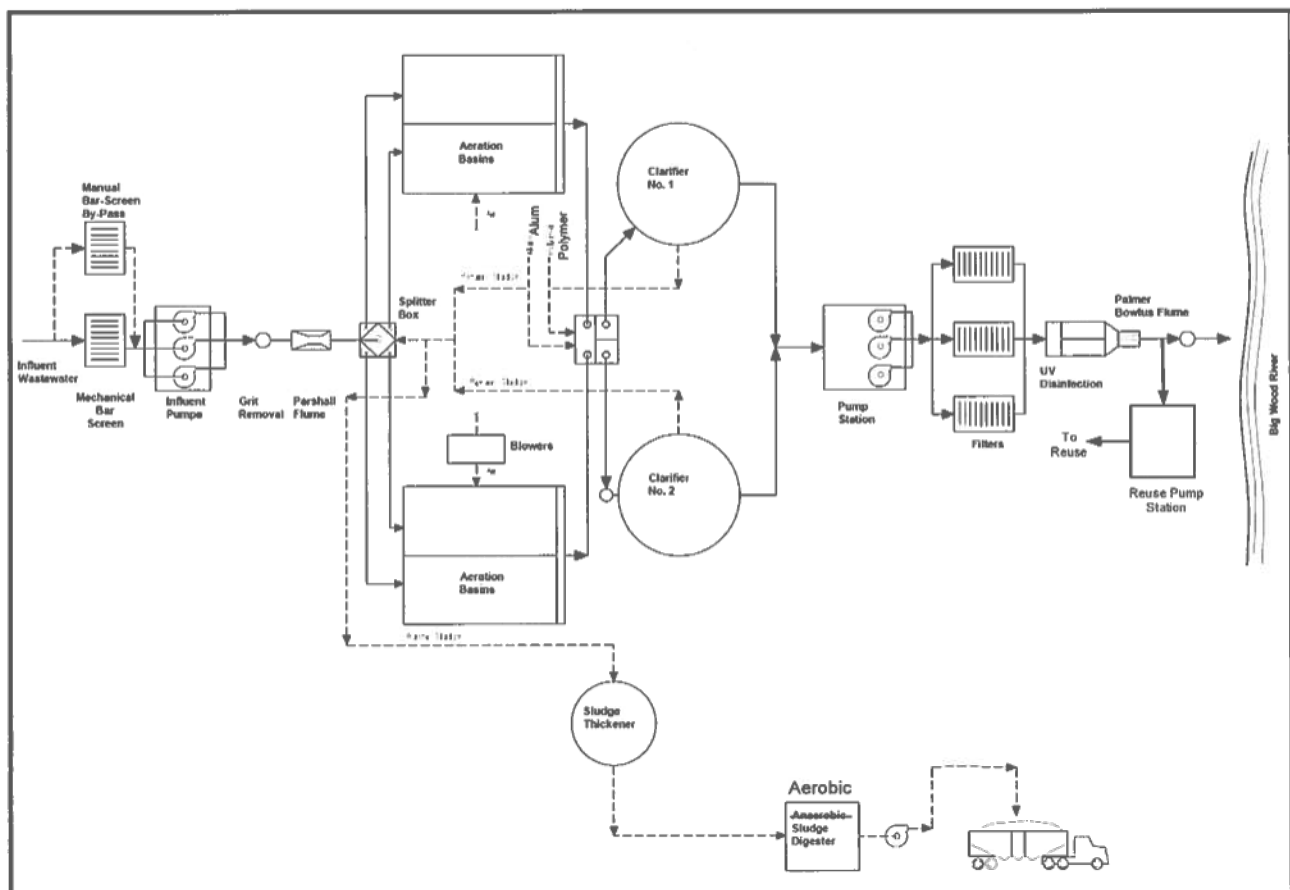 Manual
Bar-Screen
By-Pass
Influent
Wastewater
Mechanical
Bar
Screen
Influent
Pumps
Grit
Removal
Parshall
Flume
Splitter
Box
Aeration
Basins
Alum
Polymer
Blowers
Aeration
Basins
Clarifier
No. 1
Clarifier
No. 2
Pump
Station
Filters
UV
Disinfection
Palmer
Bowlus Flume
To
Reuse
Reuse Pump
Station
Big Wood River
Sludge
Thickener
Aerobic
Anaerobic
Sludge
Digester